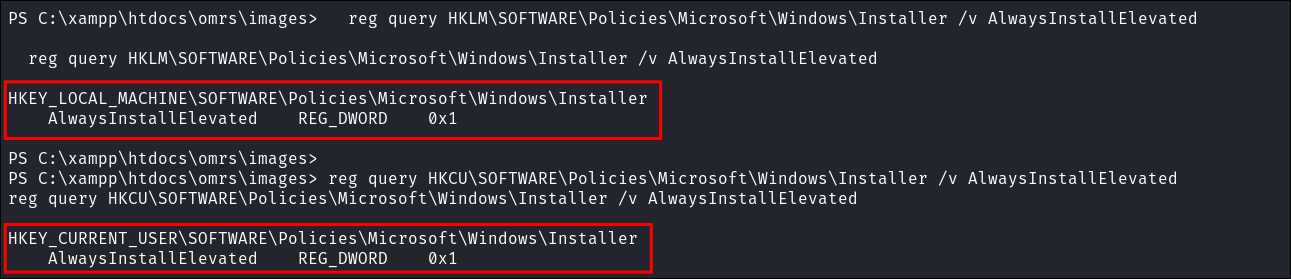 PS C:\xampp\htdocs\omrs\images>   reg query HKLM\SOFTWARE\Policies\Microsoft\Windows\Installer /v AlwaysInstallElevated
  reg query HKLM\SOFTWARE\Policies\Microsoft\Windows\Installer /v AlwaysInstallElevated
HKEY_LOCAL_MACHINE\SOFTWARE\Policies\Microsoft\Windows\Installer
    AlwaysInstallElevated    REG_DWORD    0x1
PS C:\xampp\htdocs\omrs\images>
PS C:\xampp\htdocs\omrs\images> reg query HKCU\SOFTWARE\Policies\Microsoft\Windows\Installer /v AlwaysInstallElevated
reg query HKCU\SOFTWARE\Policies\Microsoft\Windows\Installer /v AlwaysInstallElevated
HKEY_CURRENT_USER\SOFTWARE\Policies\Microsoft\Windows\Installer
    AlwaysInstallElevated    REG_DWORD    0x1